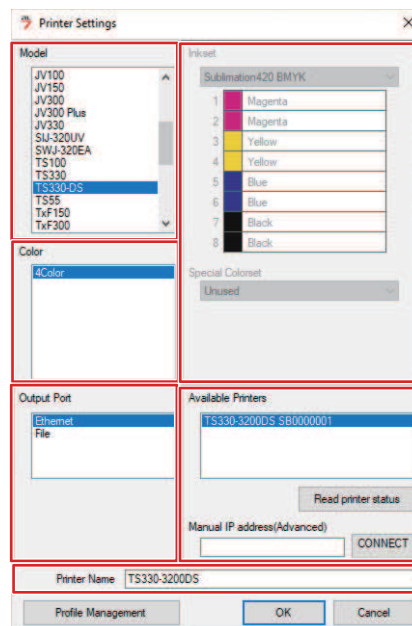 Printer Settings
Model
JV100
JV150
JV300
JV300 Plus
JV330
SIJ-320UV
SWJ-320EA
TS100
TS330
TS330-DS
TS55
TxF150
TxF300
Inkset
Sublimation420 BMYK
1 Magenta
2 Magenta
3 Yellow
4 Yellow
5 Blue
6 Blue
7 Black
8 Black
Color
4Color
Special Colorset
Unused
Output Port
Ethernet
File
Available Printers
TS330-3200DS SB0000001
Read printer status
Manual IP address(Advanced)
CONNECT
Printer Name TS330-3200DS
Profile Management OK Cancel